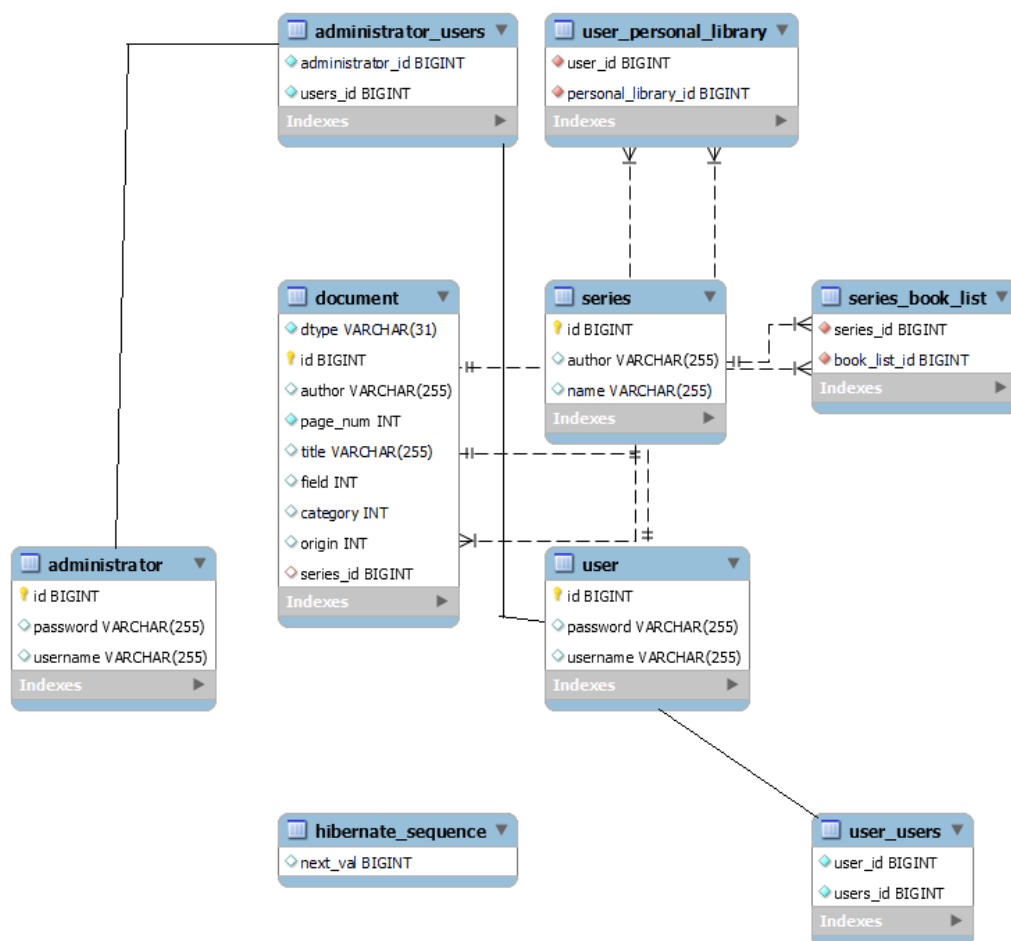 administrator_users
administrator_id BIGINT
users_id BIGINT
Indexes
user_personal_library
user_id BIGINT
personal_library_id BIGINT
Indexes
document
dtype VARCHAR(31)
id BIGINT
author VARCHAR(255)
page_num INT
title VARCHAR(255)
field INT
category INT
origin INT
series_id BIGINT
Indexes
series
id BIGINT
author VARCHAR(255)
name VARCHAR(255)
Indexes
series_book_list
series_id BIGINT
book_list_id BIGINT
Indexes
administrator
id BIGINT
password VARCHAR(255)
username VARCHAR(255)
Indexes
user
id BIGINT
password VARCHAR(255)
username VARCHAR(255)
Indexes
hibernate_sequence
next_val BIGINT
user_users
user_id BIGINT
users_id BIGINT
Indexes